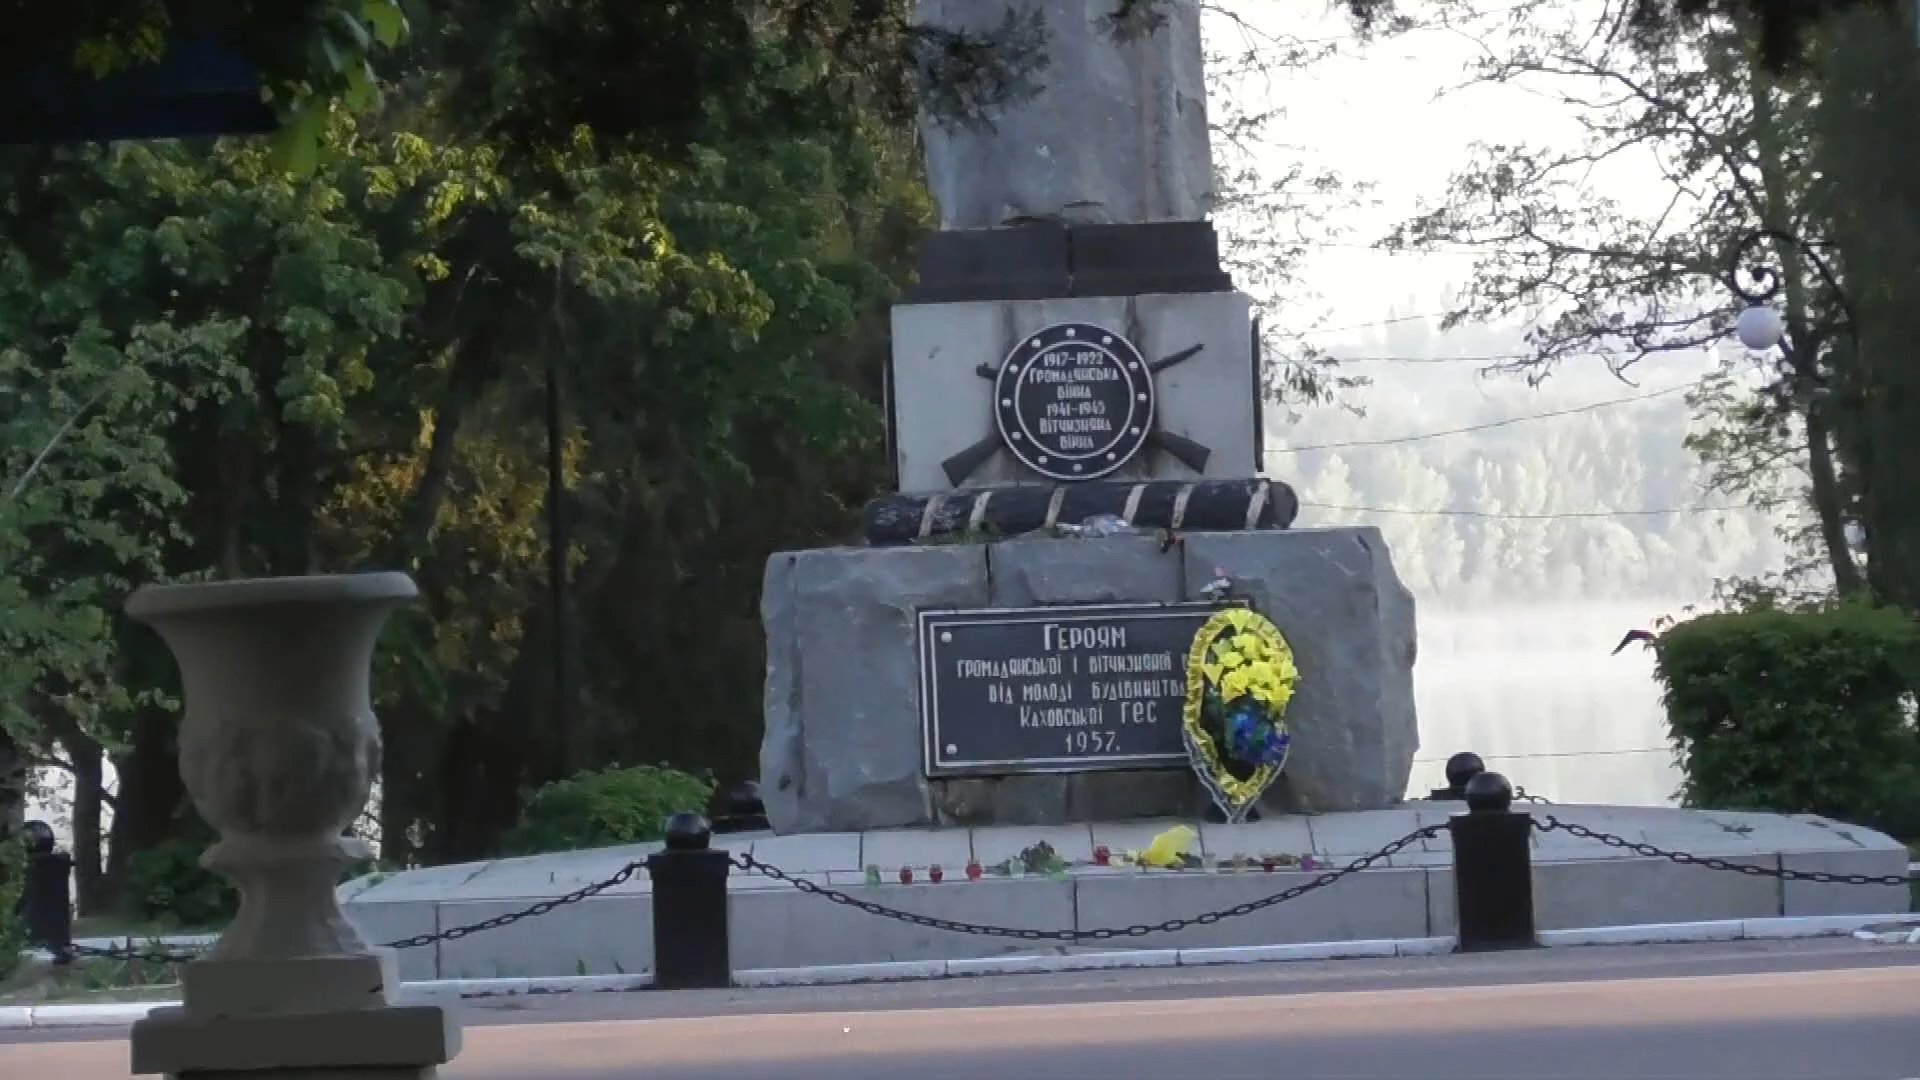 1917-1922
Громадянська
війна
1941-1945
Вітчизняна
війна
Героям
громадянської і вітчизняної
від молоді будівництва
Каховської ГЕС
1957.